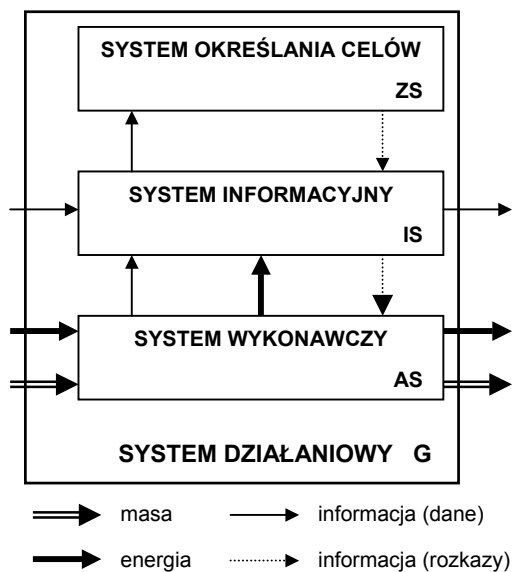 SYSTEM OKREŚLANIA CELÓW
ZS
SYSTEM INFORMACYJNY
IS
SYSTEM WYKONAWCZY
AS
SYSTEM DZIAŁANIOWY G
masa
informacja (dane)
energia
informacja (rozkazy)